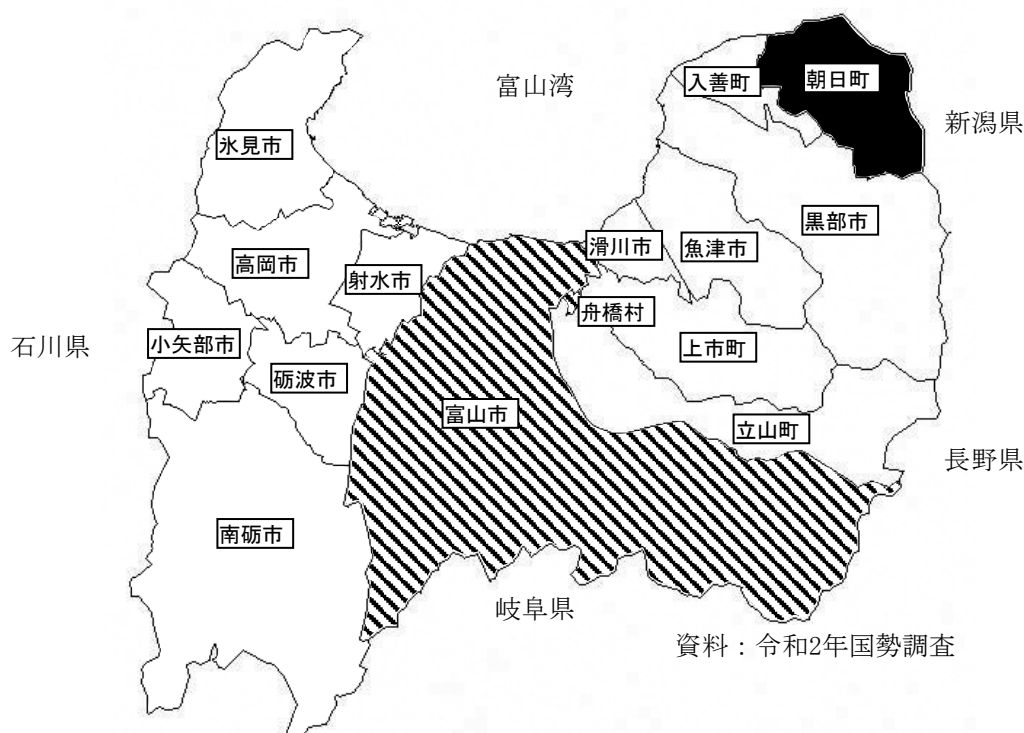 富山湾
入善町
朝日町
新潟県
氷見市
黒部市
滑川市
魚津市
高岡市
射水市
舟橋村
石川県
小矢部市
上市町
砺波市
富山市
立山町
長野県
南砺市
岐阜県
資料：令和2年国勢調査